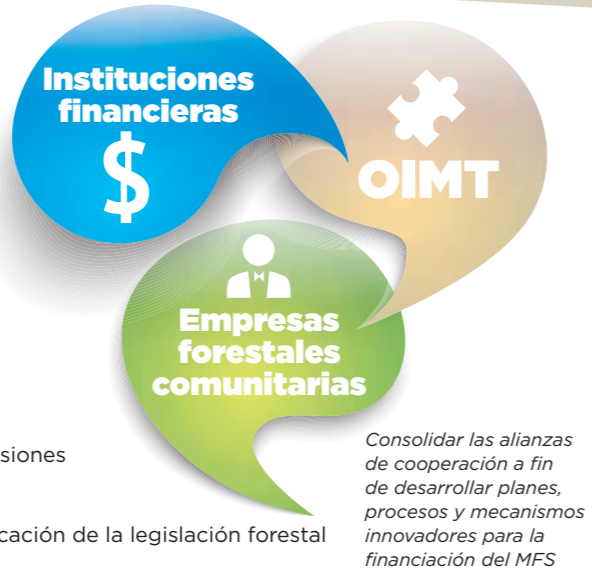 Instituciones
financieras
$
OIMT
Empresas
forestales
comunitarias
siones
cación de la legislación forestal
Consolidar las alianzas
de cooperación a fin
de desarrollar planes,
procesos y mecanismos
innovadores para la
financiación del MFS